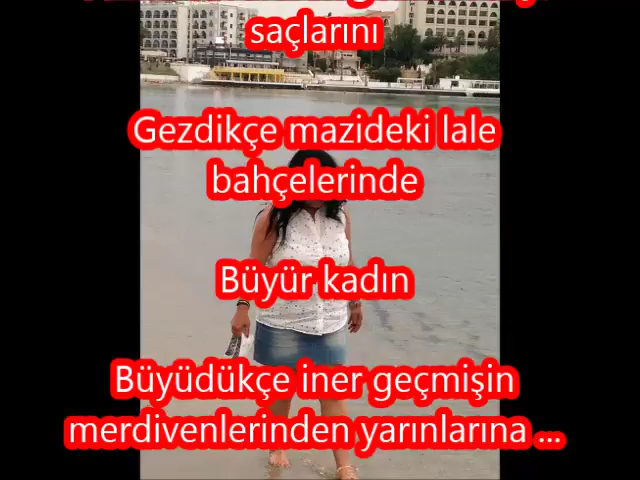 saçlarını
Gezdikçe mazideki lale
bahçelerinde
Büyür kadın
Büyüdükçe iner geçmişin
merdivenlerinden yarınlarına ...